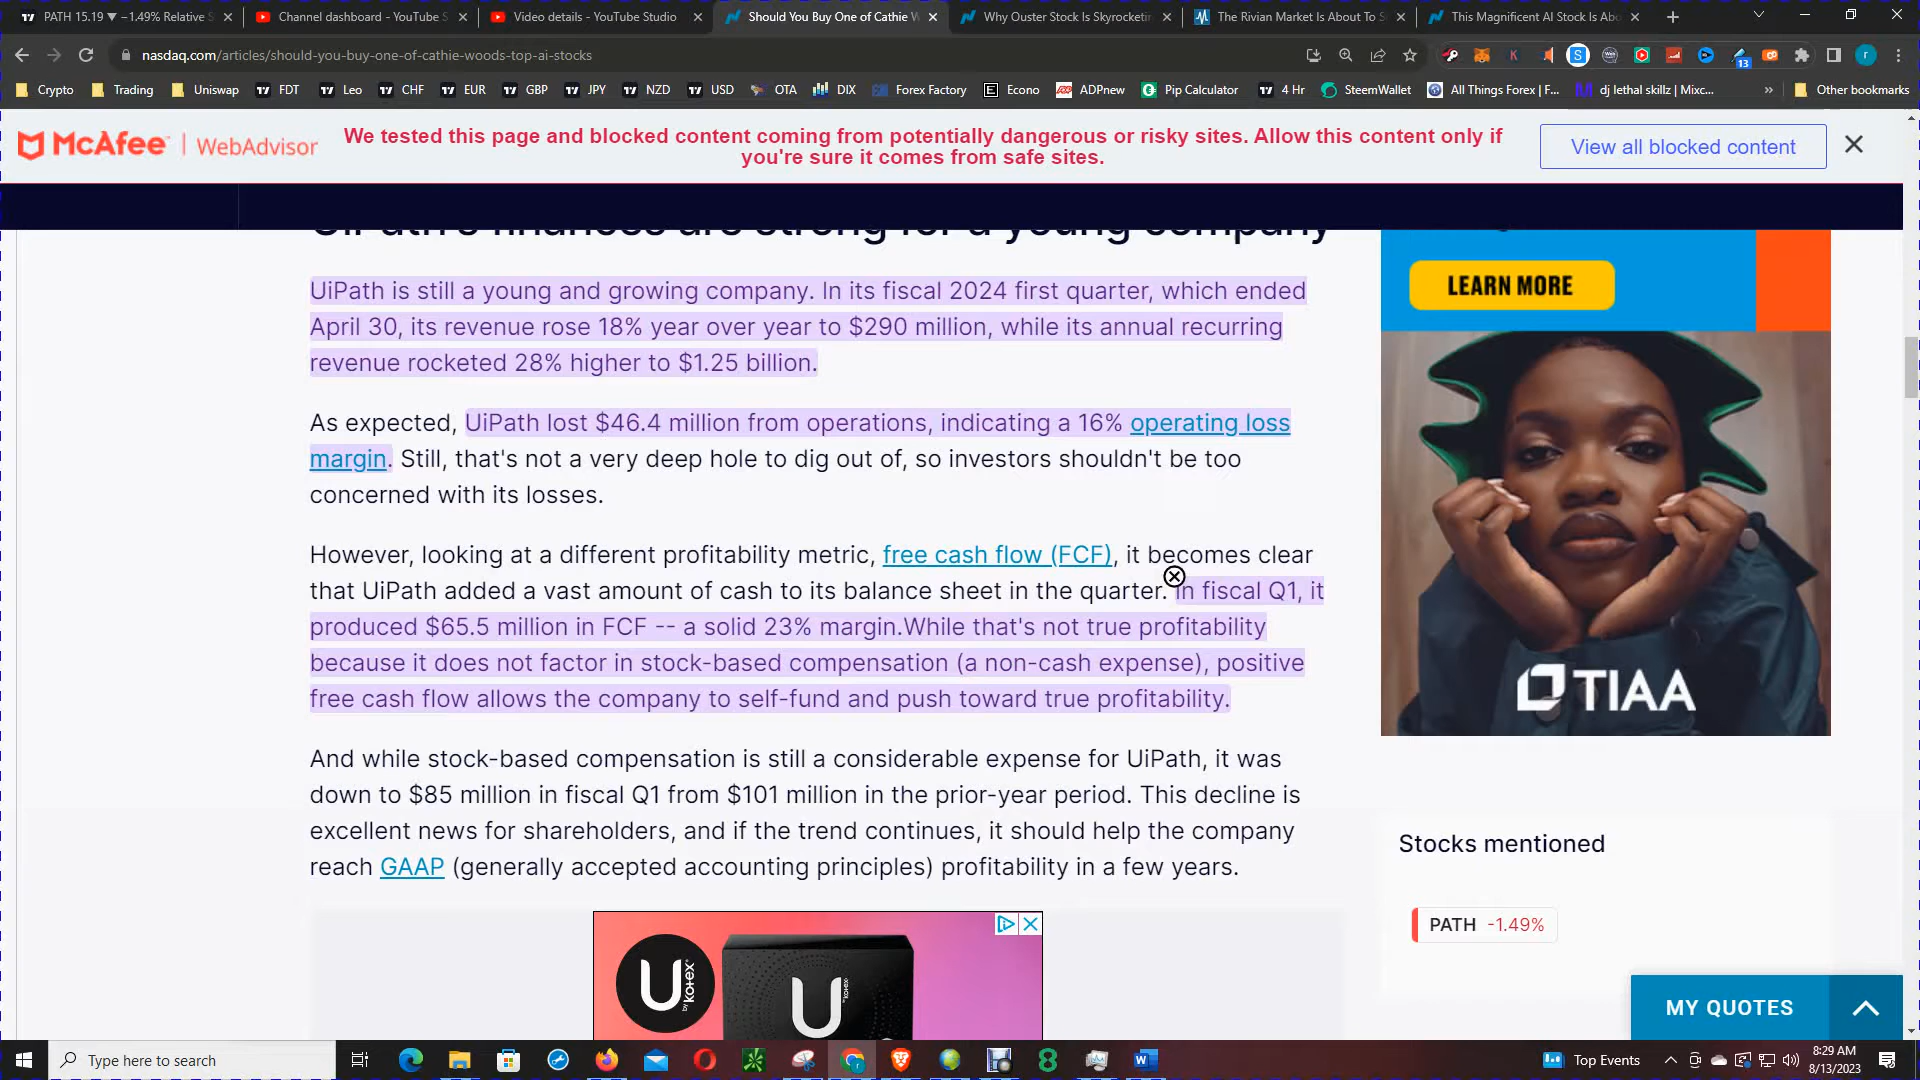 PATH 15.19 ▼ −1.49% Relative S
Channel dashboard - YouTube S
Video details - YouTube Studio
Should You Buy One of Cathie W
Why Ouster Stock Is Skyrocketin
The Rivian Market Is About To S
This Magnificent AI Stock Is Abo
nasdaq.com/articles/should-you-buy-one-of-cathie-woods-top-ai-stocks
13
Crypto
Trading
Uniswap
FDT
Leo
CHF
EUR
GBP
JPY
NZD
USD
OTA
DIX
Forex Factory
Econo
ADPnew
Pip Calculator
4 Hr
SteemWallet
All Things Forex | F...
dj lethal skillz | Mixc...
Other bookmarks
McAfee | WebAdvisor
We tested this page and blocked content coming from potentially dangerous or risky sites. Allow this content only if
you're sure it comes from safe sites.
View all blocked content
UiPath's finances are strong for a young company
UiPath is still a young and growing company. In its fiscal 2024 first quarter, which ended
April 30, its revenue rose 18% year over year to $290 million, while its annual recurring
revenue rocketed 28% higher to $1.25 billion.
As expected, UiPath lost $46.4 million from operations, indicating a 16% operating loss
margin. Still, that's not a very deep hole to dig out of, so investors shouldn't be too
concerned with its losses.
However, looking at a different profitability metric, free cash flow (FCF), it becomes clear
that UiPath added a vast amount of cash to its balance sheet in the quarter. In fiscal Q1, it
produced $65.5 million in FCF -- a solid 23% margin.While that's not true profitability
because it does not factor in stock-based compensation (a non-cash expense), positive
free cash flow allows the company to self-fund and push toward true profitability.
And while stock-based compensation is still a considerable expense for UiPath, it was
down to $85 million in fiscal Q1 from $101 million in the prior-year period. This decline is
excellent news for shareholders, and if the trend continues, it should help the company
reach GAAP (generally accepted accounting principles) profitability in a few years.
LEARN MORE
TIAA
Stocks mentioned
PATH -1.49%
MY QUOTES
U by Kotex
U by Kotex
Type here to search
Top Events
8:29 AM
8/13/2023